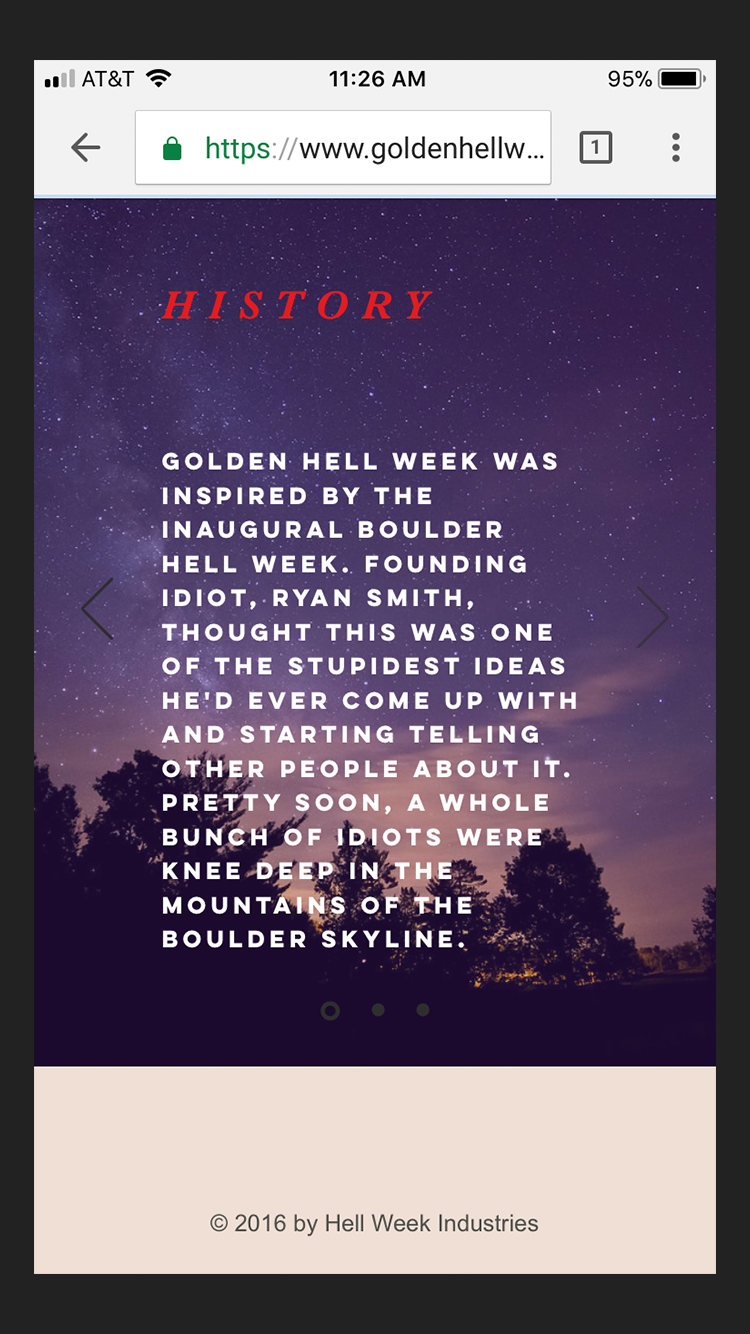 AT&T 11:26 AM 95%
https://www.goldenhellw... 1
HISTORY
GOLDEN HELL WEEK WAS
INSPIRED BY THE
INAUGURAL BOULDER
HELL WEEK. FOUNDING
IDIOT, RYAN SMITH,
THOUGHT THIS WAS ONE
OF THE STUPIDEST IDEAS
HE'D EVER COME UP WITH
AND STARTING TELLING
OTHER PEOPLE ABOUT IT.
PRETTY SOON, A WHOLE
BUNCH OF IDIOTS WERE
KNEE DEEP IN THE
MOUNTAINS OF THE
BOULDER SKYLINE.
© 2016 by Hell Week Industries